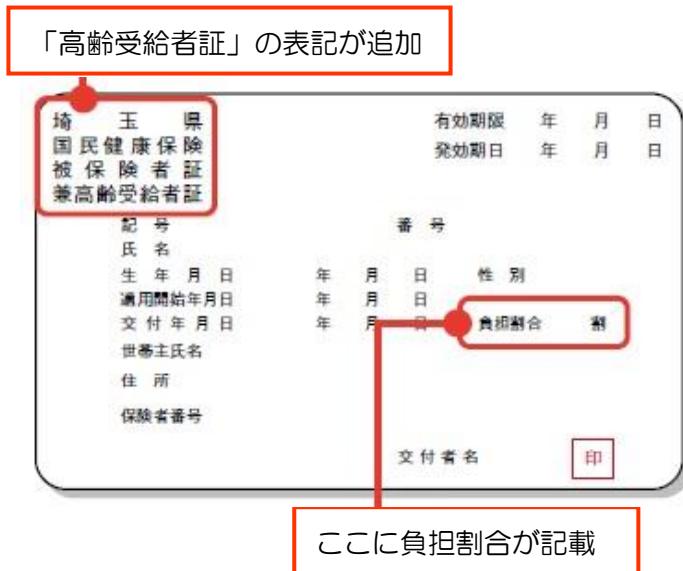 「高齢受給者証」の表記が追加
埼玉県
国民健康保険
被保険者証
兼高齢受給者証
有効期限 年 月 日
発効期日 年 月 日
記号 番号
氏名
生年月日 年 月 日 性別
適用開始年月日 年 月 日
交付年月日 年 月 日 負担割合 割
世帯主氏名
住所
保険者番号
交付者名 印
ここに負担割合が記載